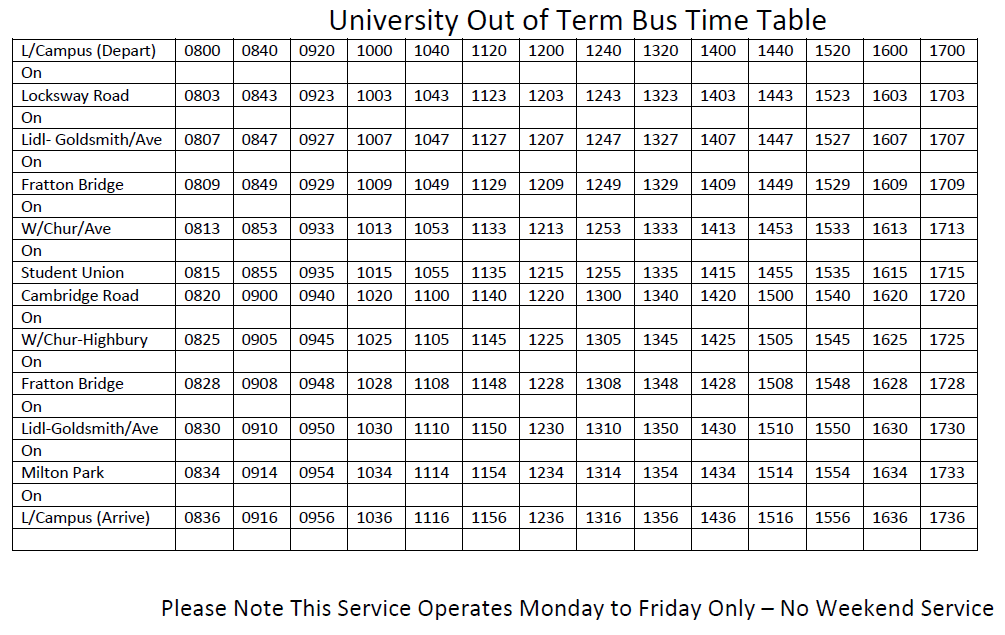 University Out of Term Bus Time Table
L/Campus (Depart) 0800 0840 0920 1000 1040 1120 1200 1240 1320 1400 1440 1520 1600 1700
On
Locksway Road 0803 0843 0923 1003 1043 1123 1203 1243 1323 1403 1443 1523 1603 1703
On
Lidl- Goldsmith/Ave 0807 0847 0927 1007 1047 1127 1207 1247 1327 1407 1447 1527 1607 1707
On
Fratton Bridge 0809 0849 0929 1009 1049 1129 1209 1249 1329 1409 1449 1529 1609 1709
On
W/Chur/Ave 0813 0853 0933 1013 1053 1133 1213 1253 1333 1413 1453 1533 1613 1713
On
Student Union 0815 0855 0935 1015 1055 1135 1215 1255 1335 1415 1455 1535 1615 1715
Cambridge Road 0820 0900 0940 1020 1100 1140 1220 1300 1340 1420 1500 1540 1620 1720
On
W/Chur-Highbury 0825 0905 0945 1025 1105 1145 1225 1305 1345 1425 1505 1545 1625 1725
On
Fratton Bridge 0828 0908 0948 1028 1108 1148 1228 1308 1348 1428 1508 1548 1628 1728
On
Lidl-Goldsmith/Ave 0830 0910 0950 1030 1110 1150 1230 1310 1350 1430 1510 1550 1630 1730
On
Milton Park 0834 0914 0954 1034 1114 1154 1234 1314 1354 1434 1514 1554 1634 1733
On
L/Campus (Arrive) 0836 0916 0956 1036 1116 1156 1236 1316 1356 1436 1516 1556 1636 1736
Please Note This Service Operates Monday to Friday Only – No Weekend Service